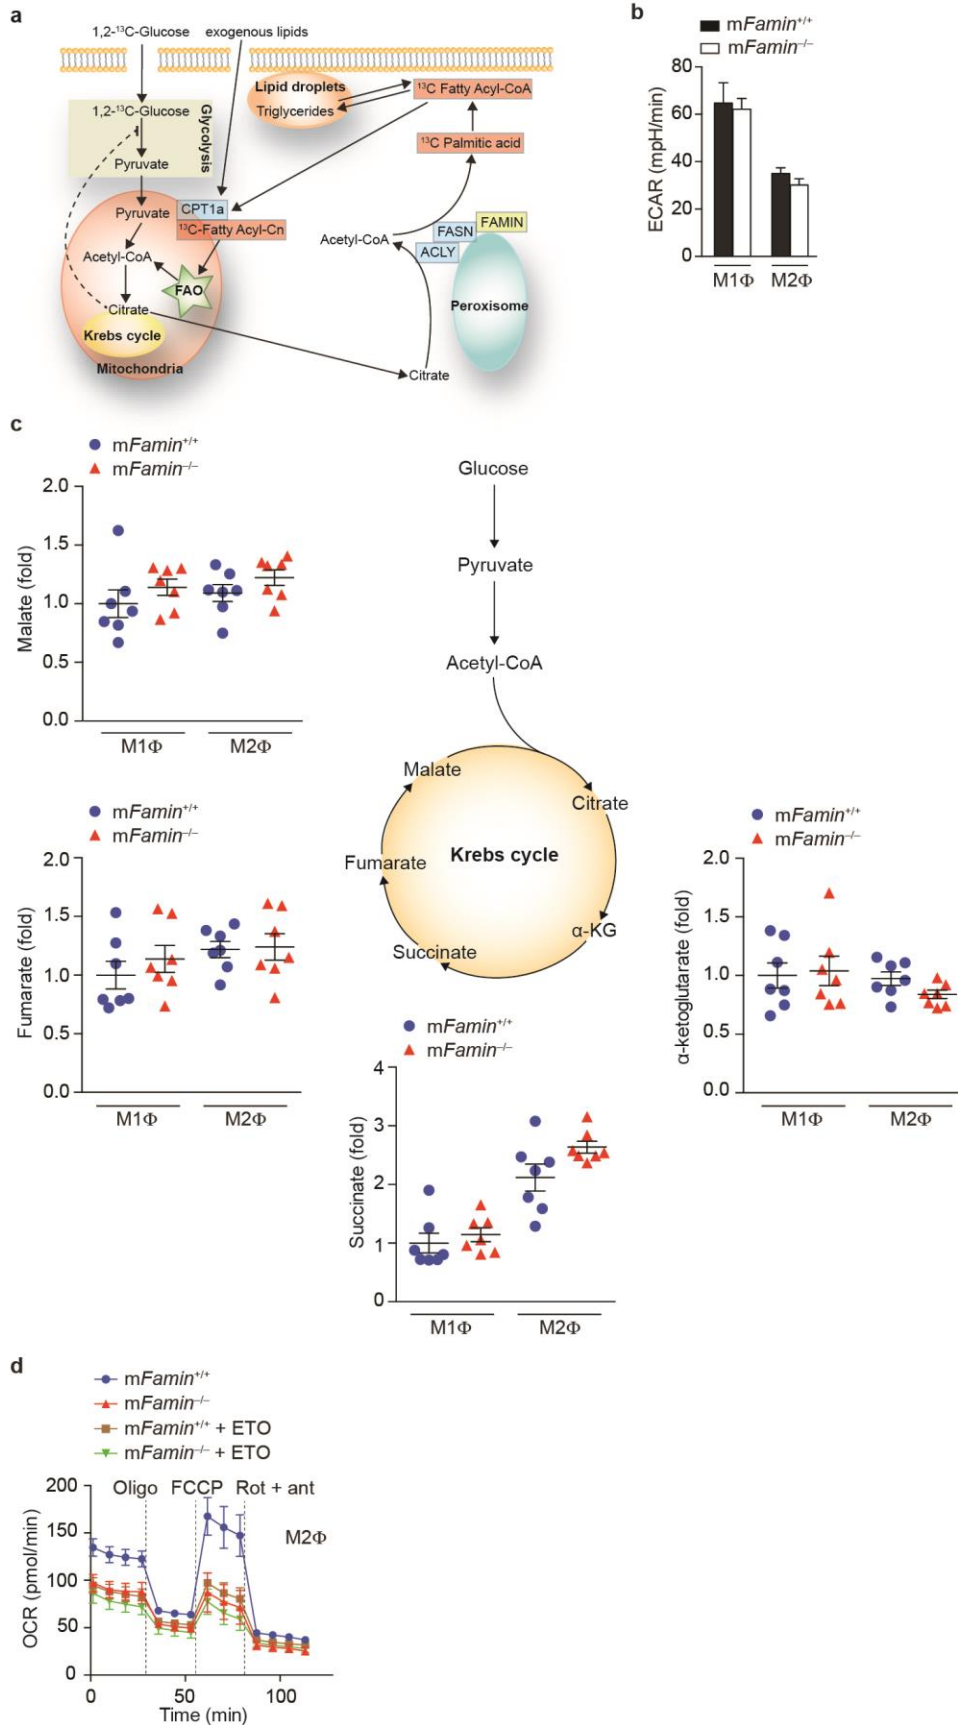 a
1,2-¹³C-Glucose exogenous lipids
1,2-¹³C-Glucose
Glycolysis
Pyruvate
Lipid droplets
Triglycerides
¹³C Fatty Acyl-CoA
¹³C Palmitic acid
Pyruvate
CPT1a
¹³C-Fatty Acyl-Cn
Acetyl-CoA
FAO
Citrate
Krebs cycle
Mitochondria
Acetyl-CoA
FASN
FAMIN
ACLY
Peroxisome
Citrate
b
mFamin⁺/⁺
mFamin⁻/⁻
ECAR (mpH/min)
80
60
40
20
0
M1Φ M2Φ
c
mFamin⁺/⁺
mFamin⁻/⁻
Malate (fold)
2.0
1.5
1.0
0.5
0.0
M1Φ M2Φ
Glucose
Pyruvate
Acetyl-CoA
Malate
Citrate
Fumarate
Krebs cycle
α-KG
Succinate
mFamin⁺/⁺
mFamin⁻/⁻
Fumarate (fold)
2.0
1.5
1.0
0.5
0.0
M1Φ M2Φ
mFamin⁺/⁺
mFamin⁻/⁻
α-ketoglutarate (fold)
2.0
1.5
1.0
0.5
0.0
M1Φ M2Φ
mFamin⁺/⁺
mFamin⁻/⁻
Succinate (fold)
4
3
2
1
0
M1Φ M2Φ
d
mFamin⁺/⁺
mFamin⁻/⁻
mFamin⁺/⁺ + ETO
mFamin⁻/⁻ + ETO
OCR (pmol/min)
200
150
100
50
0
Oligo FCCP Rot + ant
M2Φ
0 50 100
Time (min)